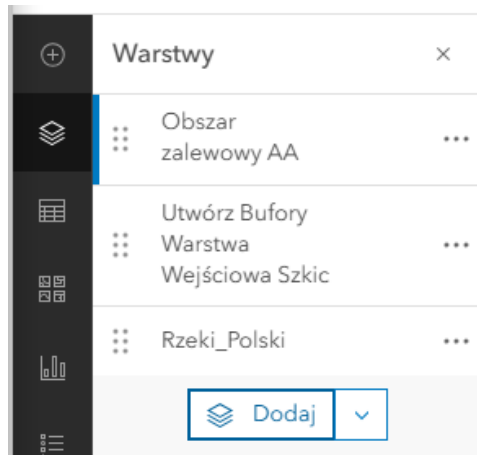 Warstwy
Obszar
zalewowy AA
Utwórz Bufory
Warstwa
Wejściowa Szkic
Rzeki_Polski
Dodaj